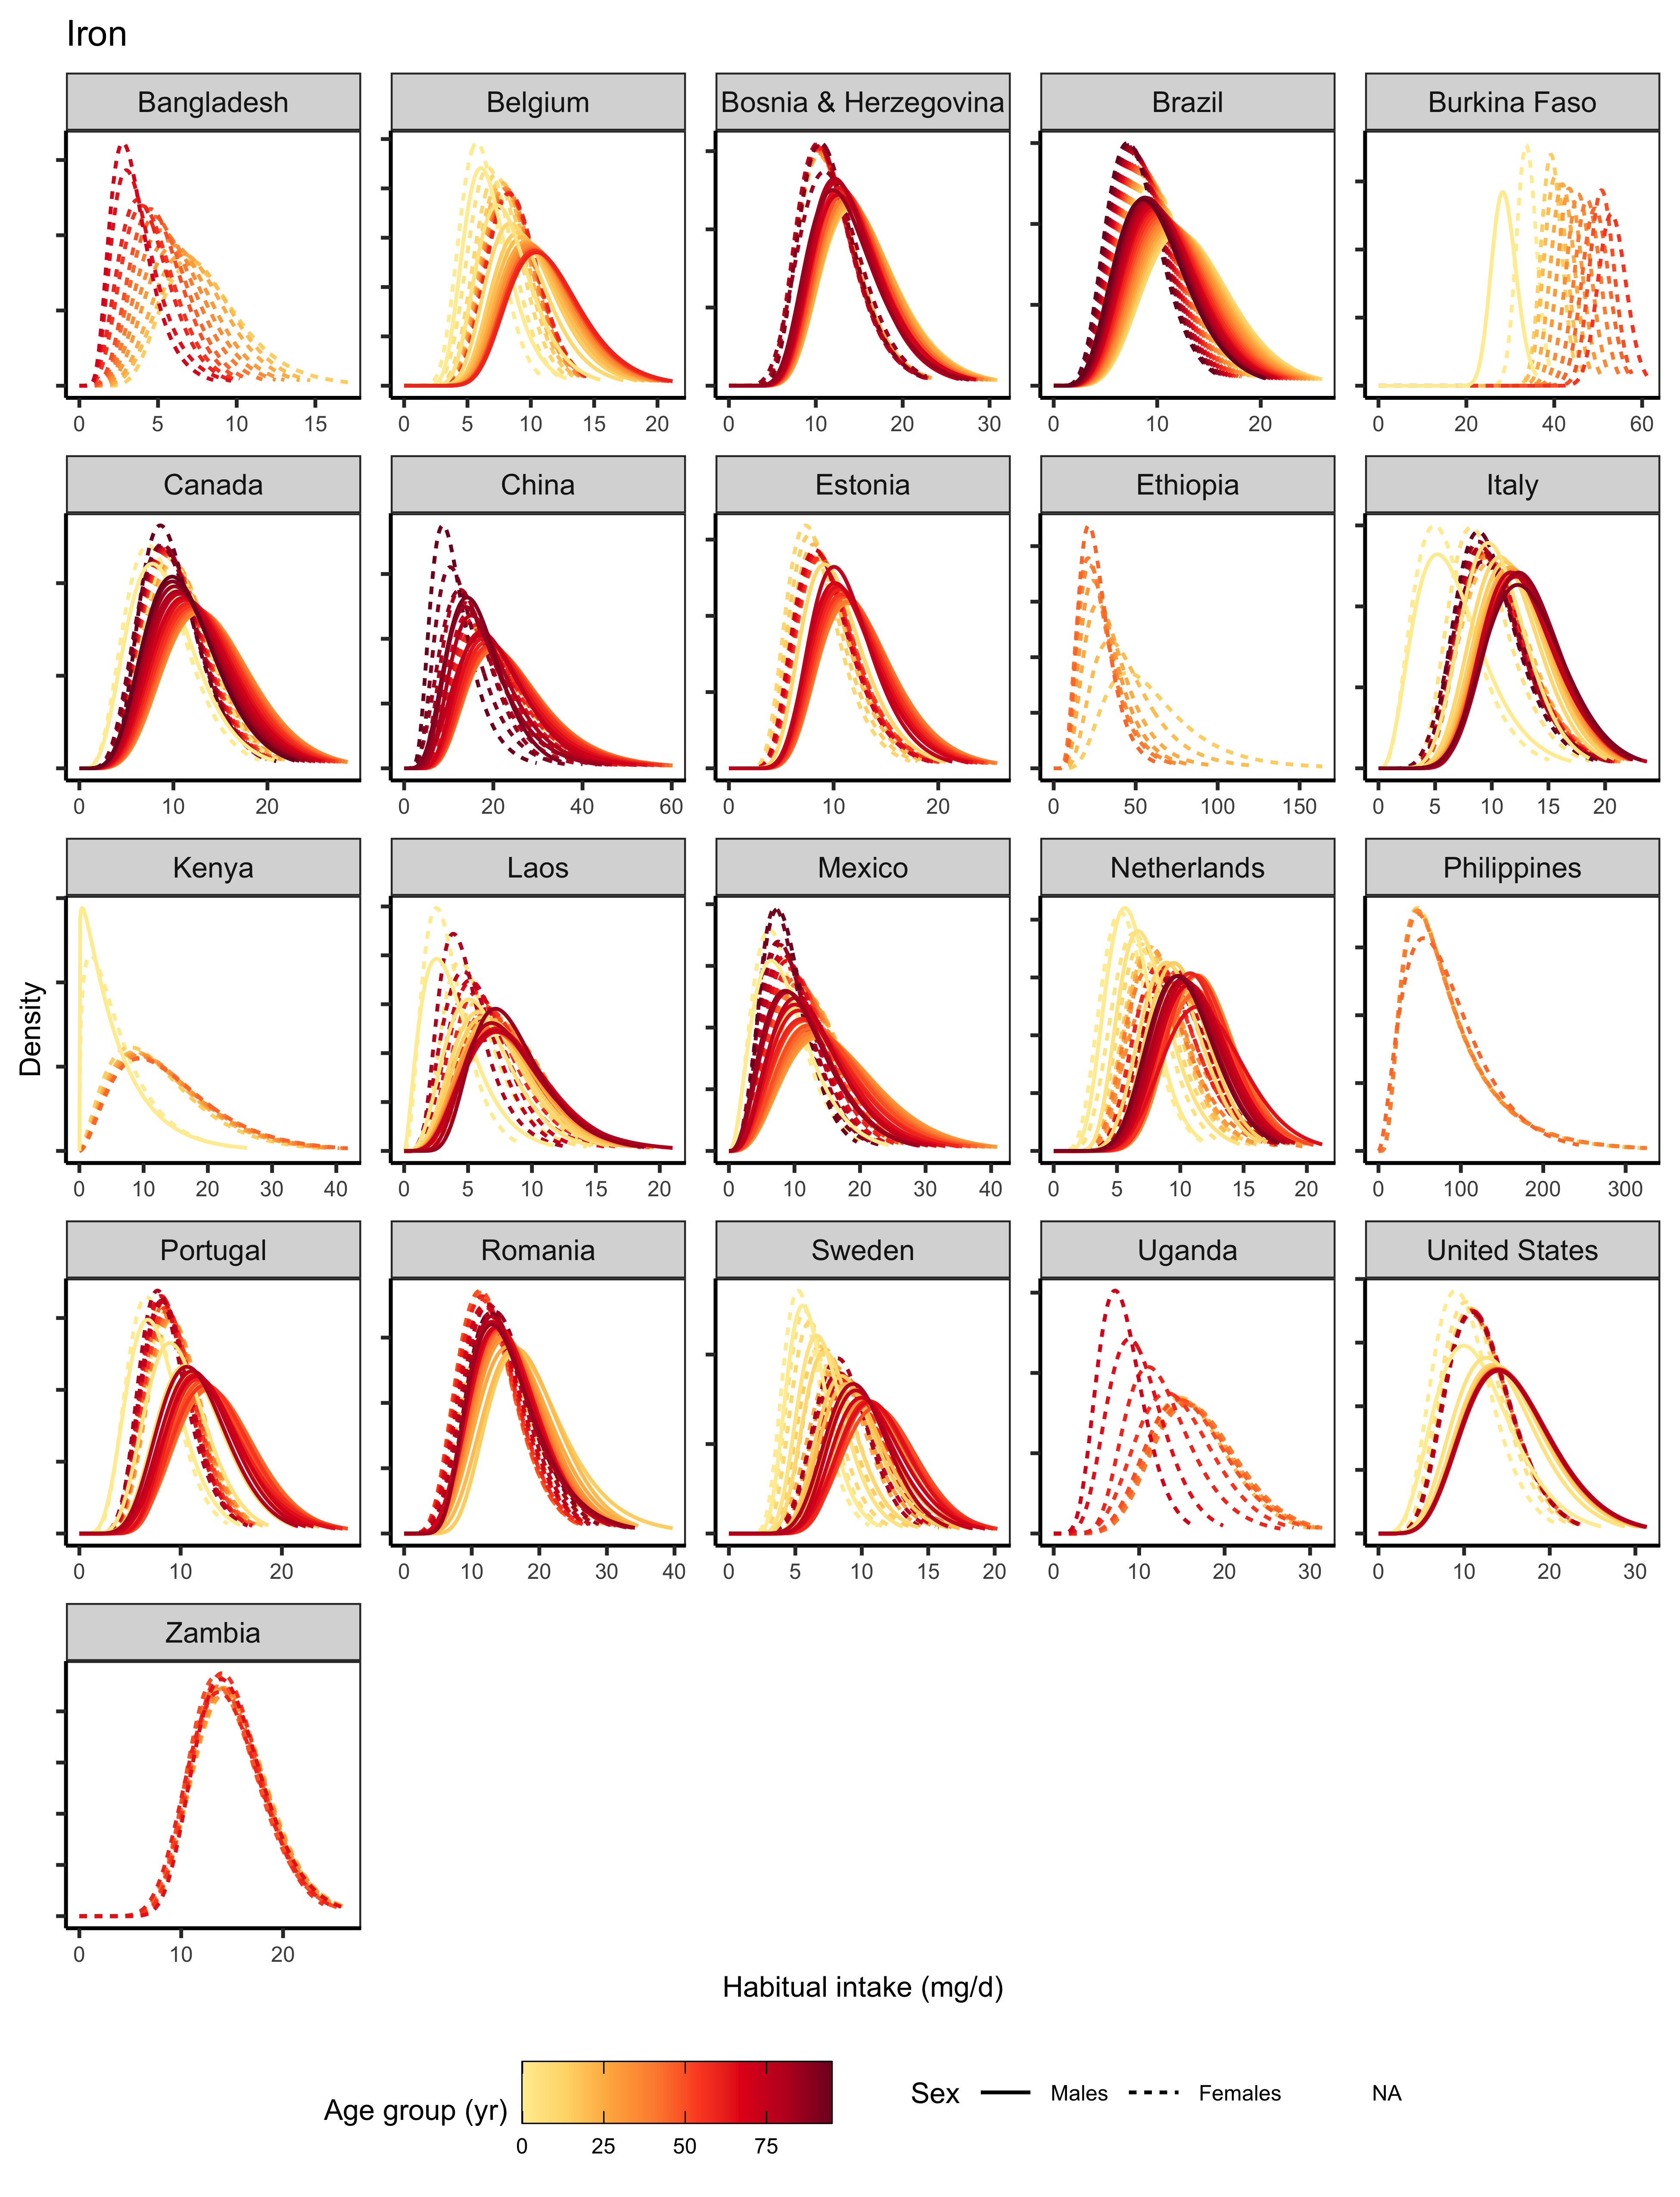 Iron
Bangladesh Belgium Bosnia & Herzegovina Brazil Burkina Faso
0 5 10 15 0 5 10 15 20 0 10 20 30 0 10 20 0 20 40 60
Canada China Estonia Ethiopia Italy
0 10 20 0 20 40 60 0 10 20 0 50 100 150 0 5 10 15 20
Kenya Laos Mexico Netherlands Philippines
0 10 20 30 40 0 5 10 15 20 0 10 20 30 40 0 5 10 15 20 0 100 200 300
Density
Portugal Romania Sweden Uganda United States
0 10 20 0 10 20 30 40 0 5 10 15 20 0 10 20 30 0 10 20 30
Zambia
0 10 20
Habitual intake (mg/d)
Age group (yr) Sex Males Females NA
0 25 50 75